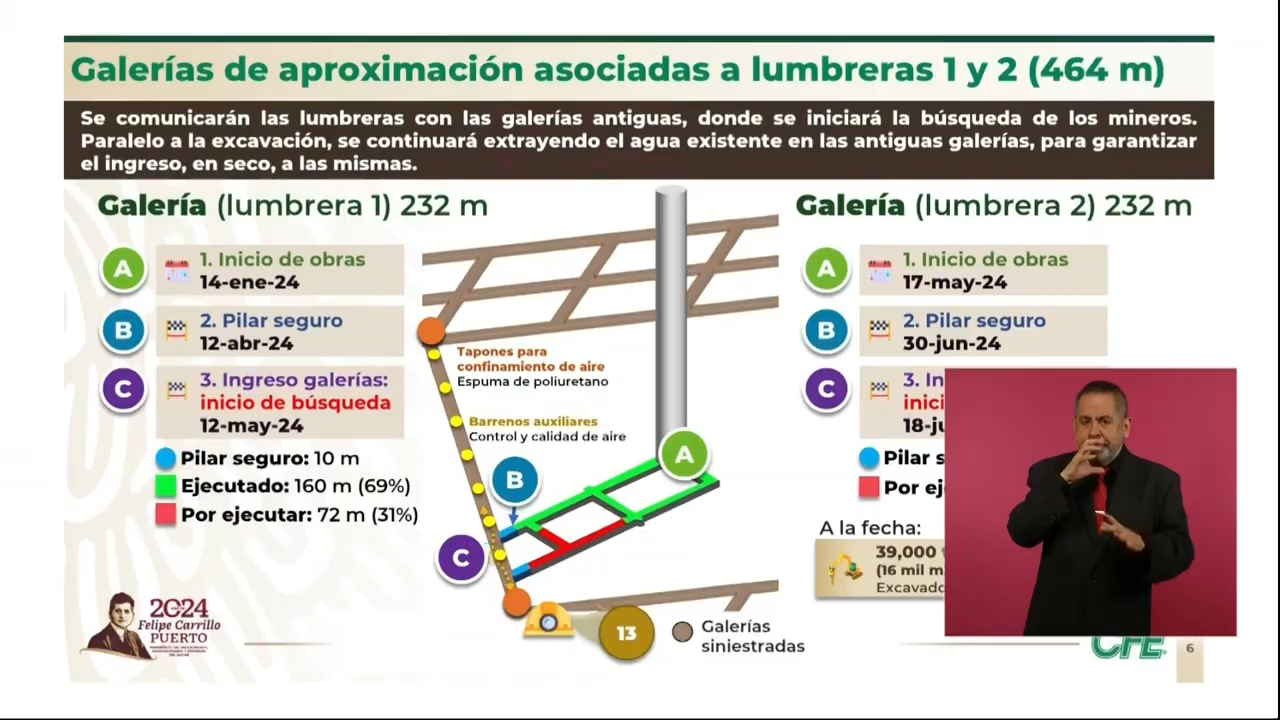 Galerías de aproximación asociadas a lumbreras 1 y 2 (464 m)
Se comunicarán las lumbreras con las galerías antiguas, donde se iniciará la búsqueda de los mineros.
Paralelo a la excavación, se continuará extrayendo el agua existente en las antiguas galerías, para garantizar
el ingreso, en seco, a las mismas.
Galería (lumbrera 1) 232 m
A
1. Inicio de obras
14-ene-24
B
2. Pilar seguro
12-abr-24
C
3. Ingreso galerías:
inicio de búsqueda
12-may-24
Pilar seguro: 10 m
Ejecutado: 160 m (69%)
Por ejecutar: 72 m (31%)
Tapones para
confinamiento de aire
Espuma de poliuretano
Barrenos auxiliares
Control y calidad de aire
A
B
C
13
Galerías
siniestradas
Galería (lumbrera 2) 232 m
A
1. Inicio de obras
17-may-24
B
2. Pilar seguro
30-jun-24
C
3. In
inici
18-ju
Pilar s
Por ej
A la fecha:
39,000
(16 mil m
Excavado
2024
Felipe Carrillo
PUERTO
CFE
6